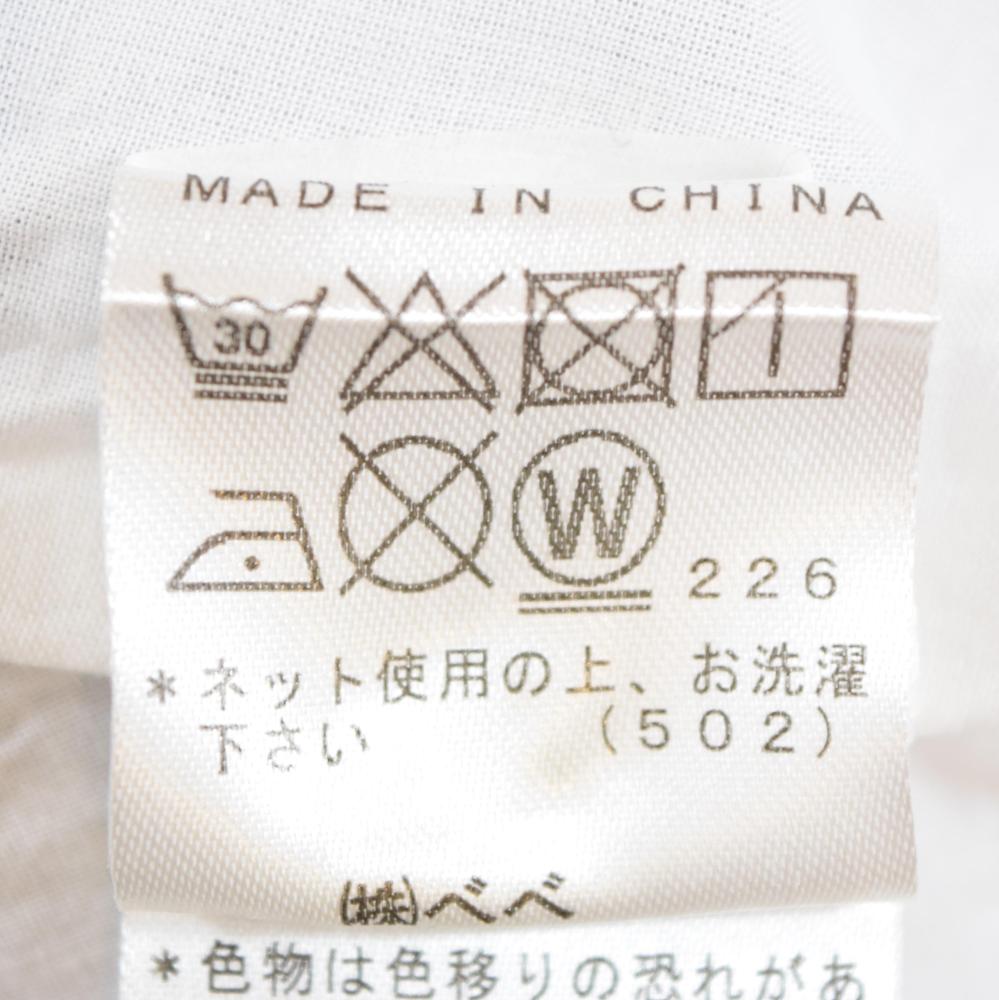 MADE IN CHINA
30
W 226
*ネット使用の上、お洗濯
下さい (502)
㈱べべ
*色物は色移りの恐れがあ